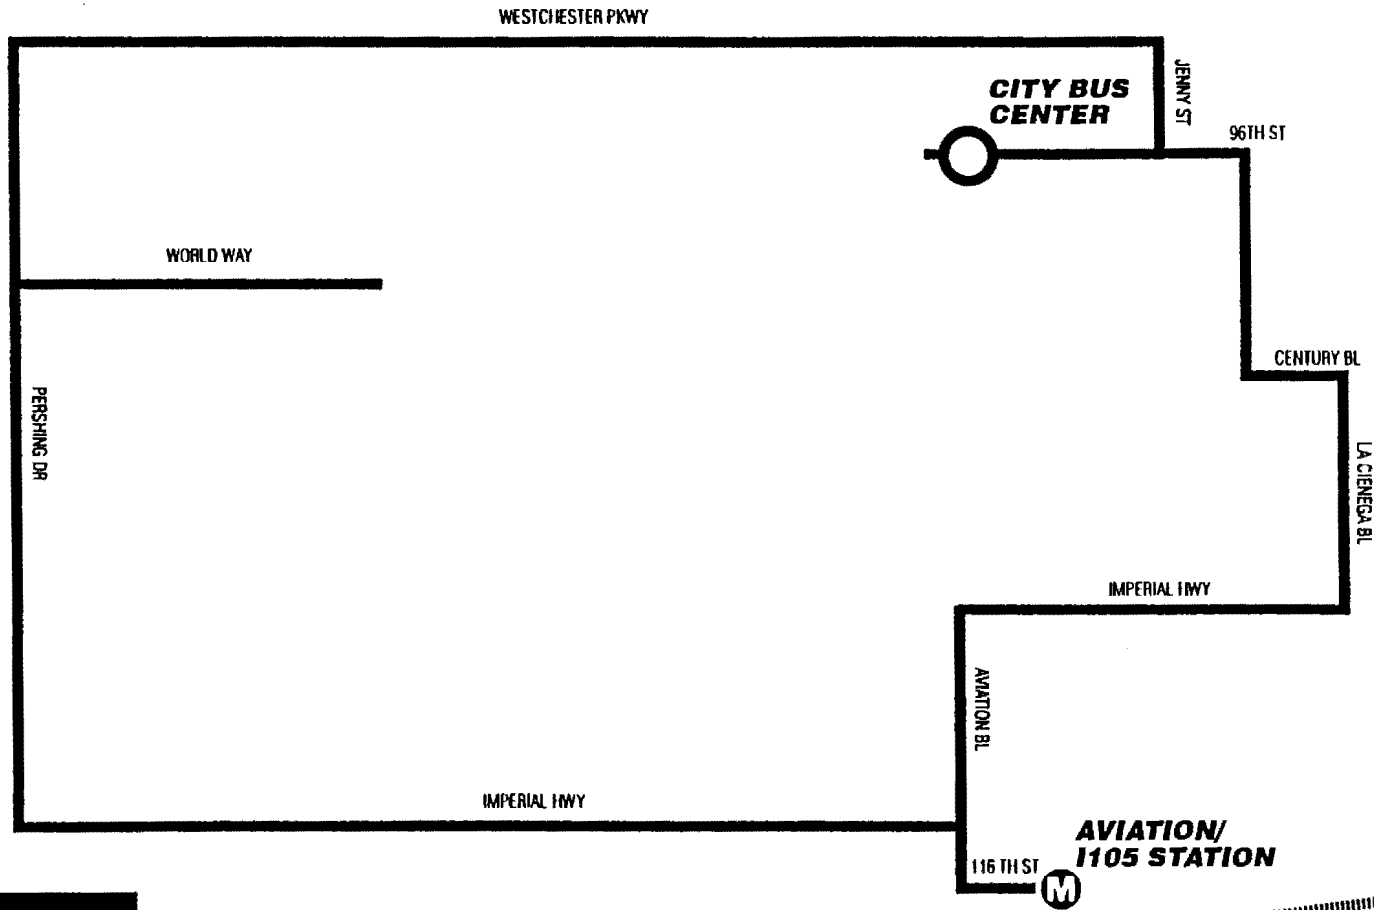 WESTCHESTER PKWY
JENNY ST
CITY BUS
CENTER
96TH ST
WORLD WAY
CENTURY BL
PERSHING DR
LA CIENEGA BL
IMPERIAL HWY
AVIATION BL
IMPERIAL HWY
AVIATION/
I105 STATION
116 TH ST
M